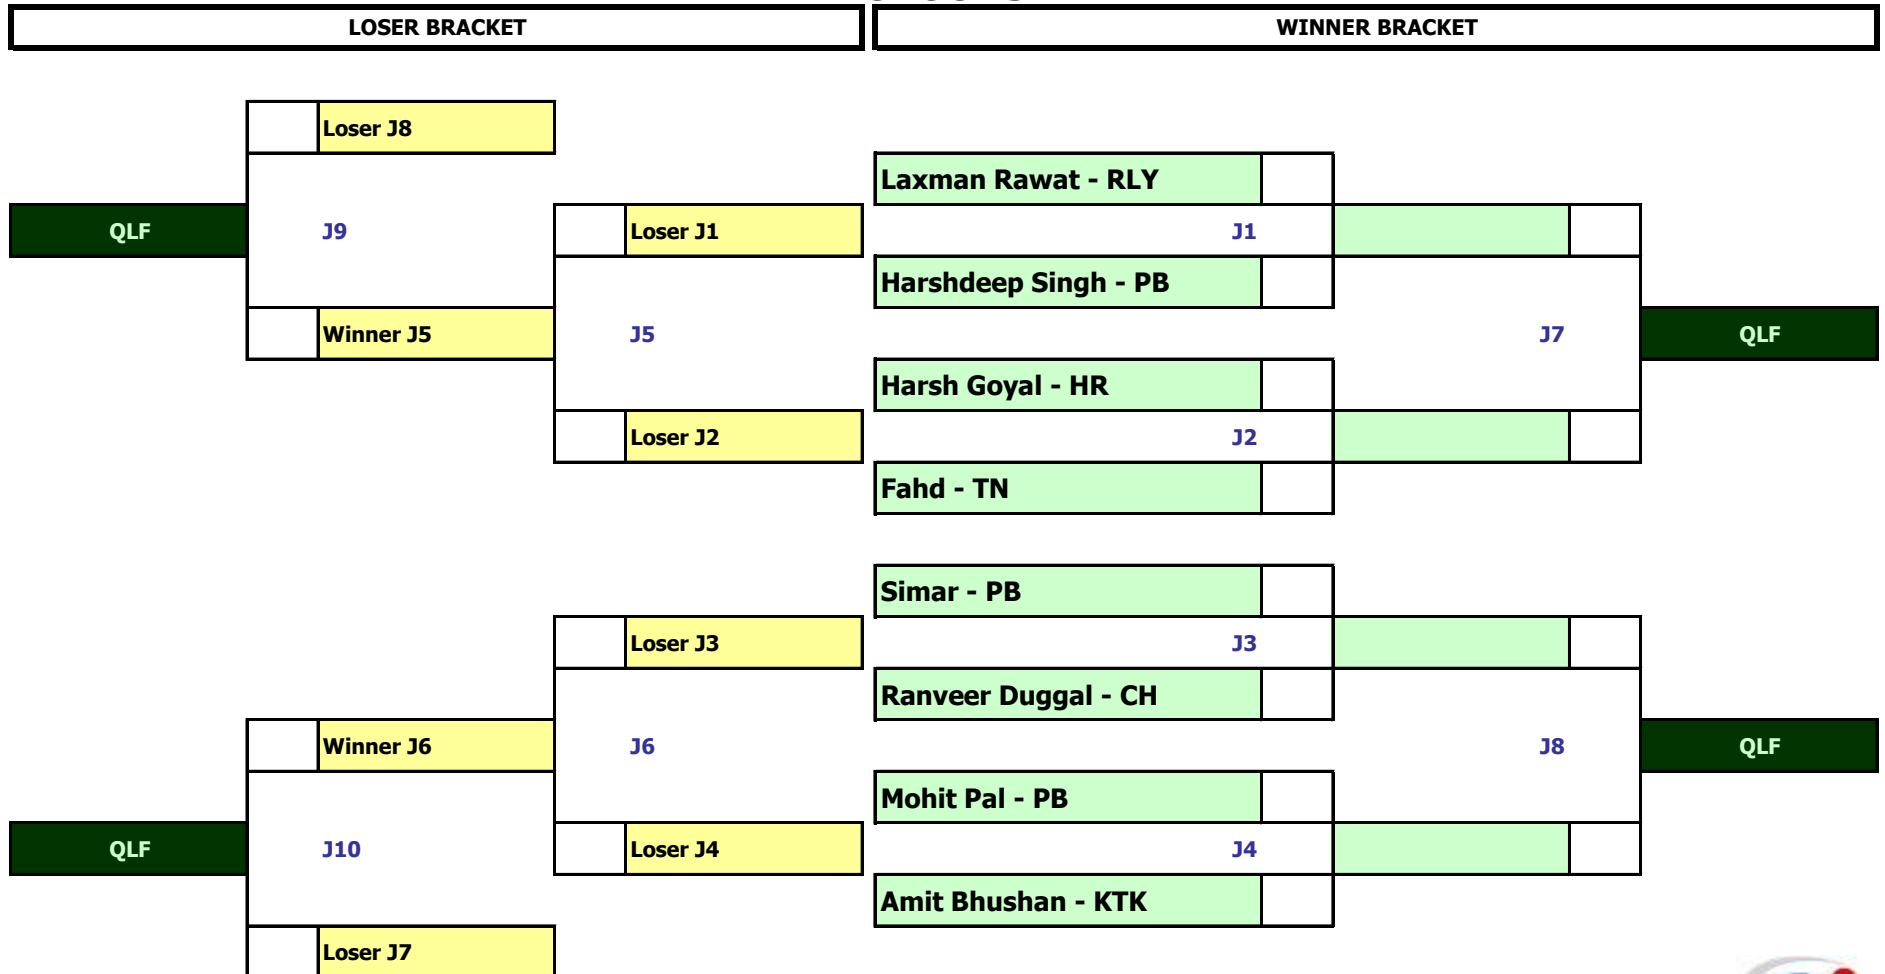 LOSER BRACKET
WINNER BRACKET
Loser J8
Laxman Rawat - RLY
QLF
J9
Loser J1
J1
Harshdeep Singh - PB
Winner J5
J5
J7
QLF
Harsh Goyal - HR
Loser J2
J2
Fahd - TN
Simar - PB
Loser J3
J3
Ranveer Duggal - CH
Winner J6
J6
J8
QLF
Mohit Pal - PB
QLF
J10
Loser J4
J4
Amit Bhushan - KTK
Loser J7